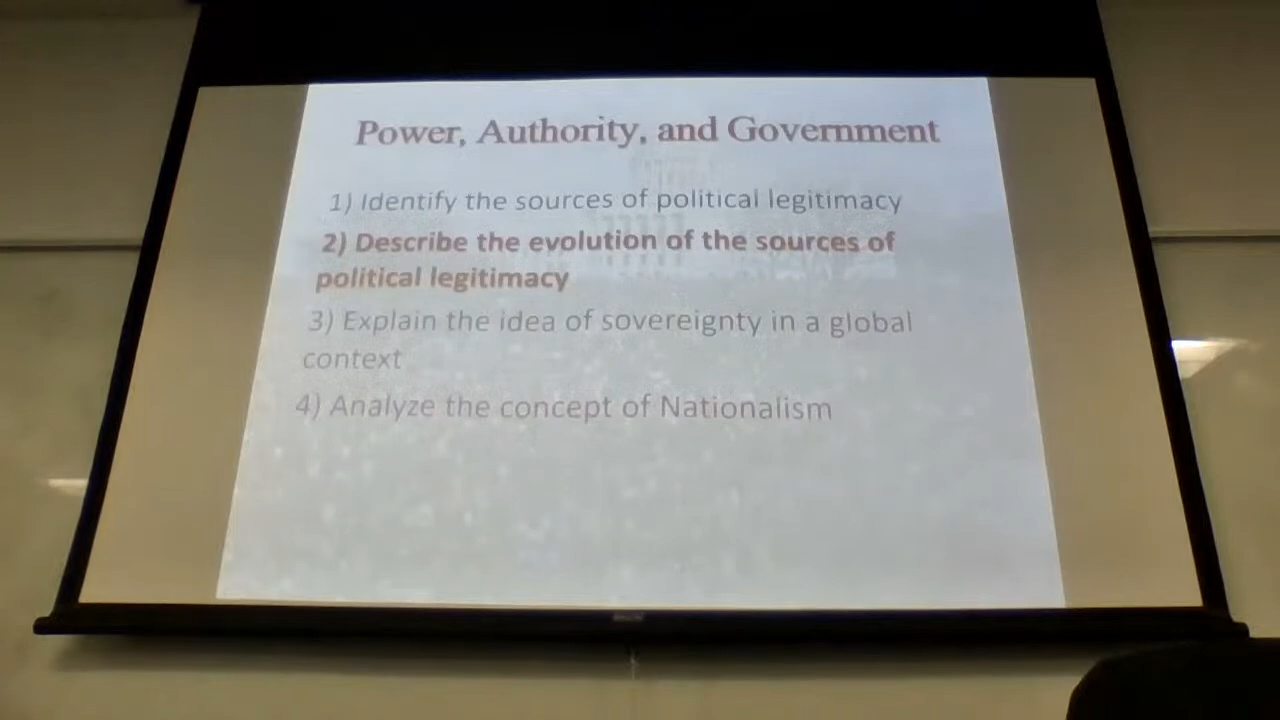 Power, Authority, and Government
1) Identify the sources of political legitimacy
2) Describe the evolution of the sources of
political legitimacy
3) Explain the idea of sovereignty in a global
context
4) Analyze the concept of Nationalism